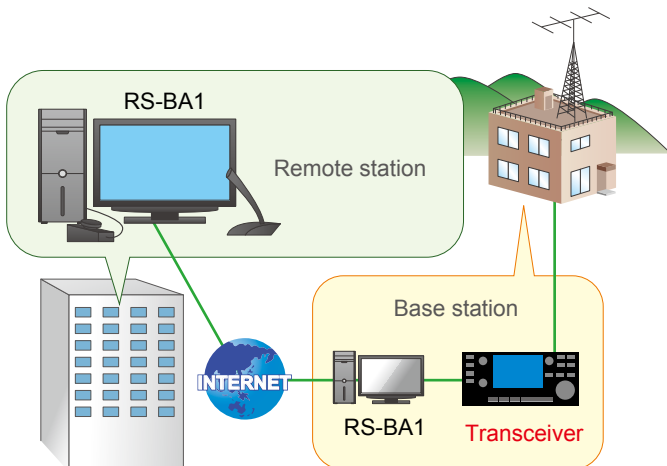 RS-BA1
Remote station
Base station
INTERNET
RS-BA1
Transceiver